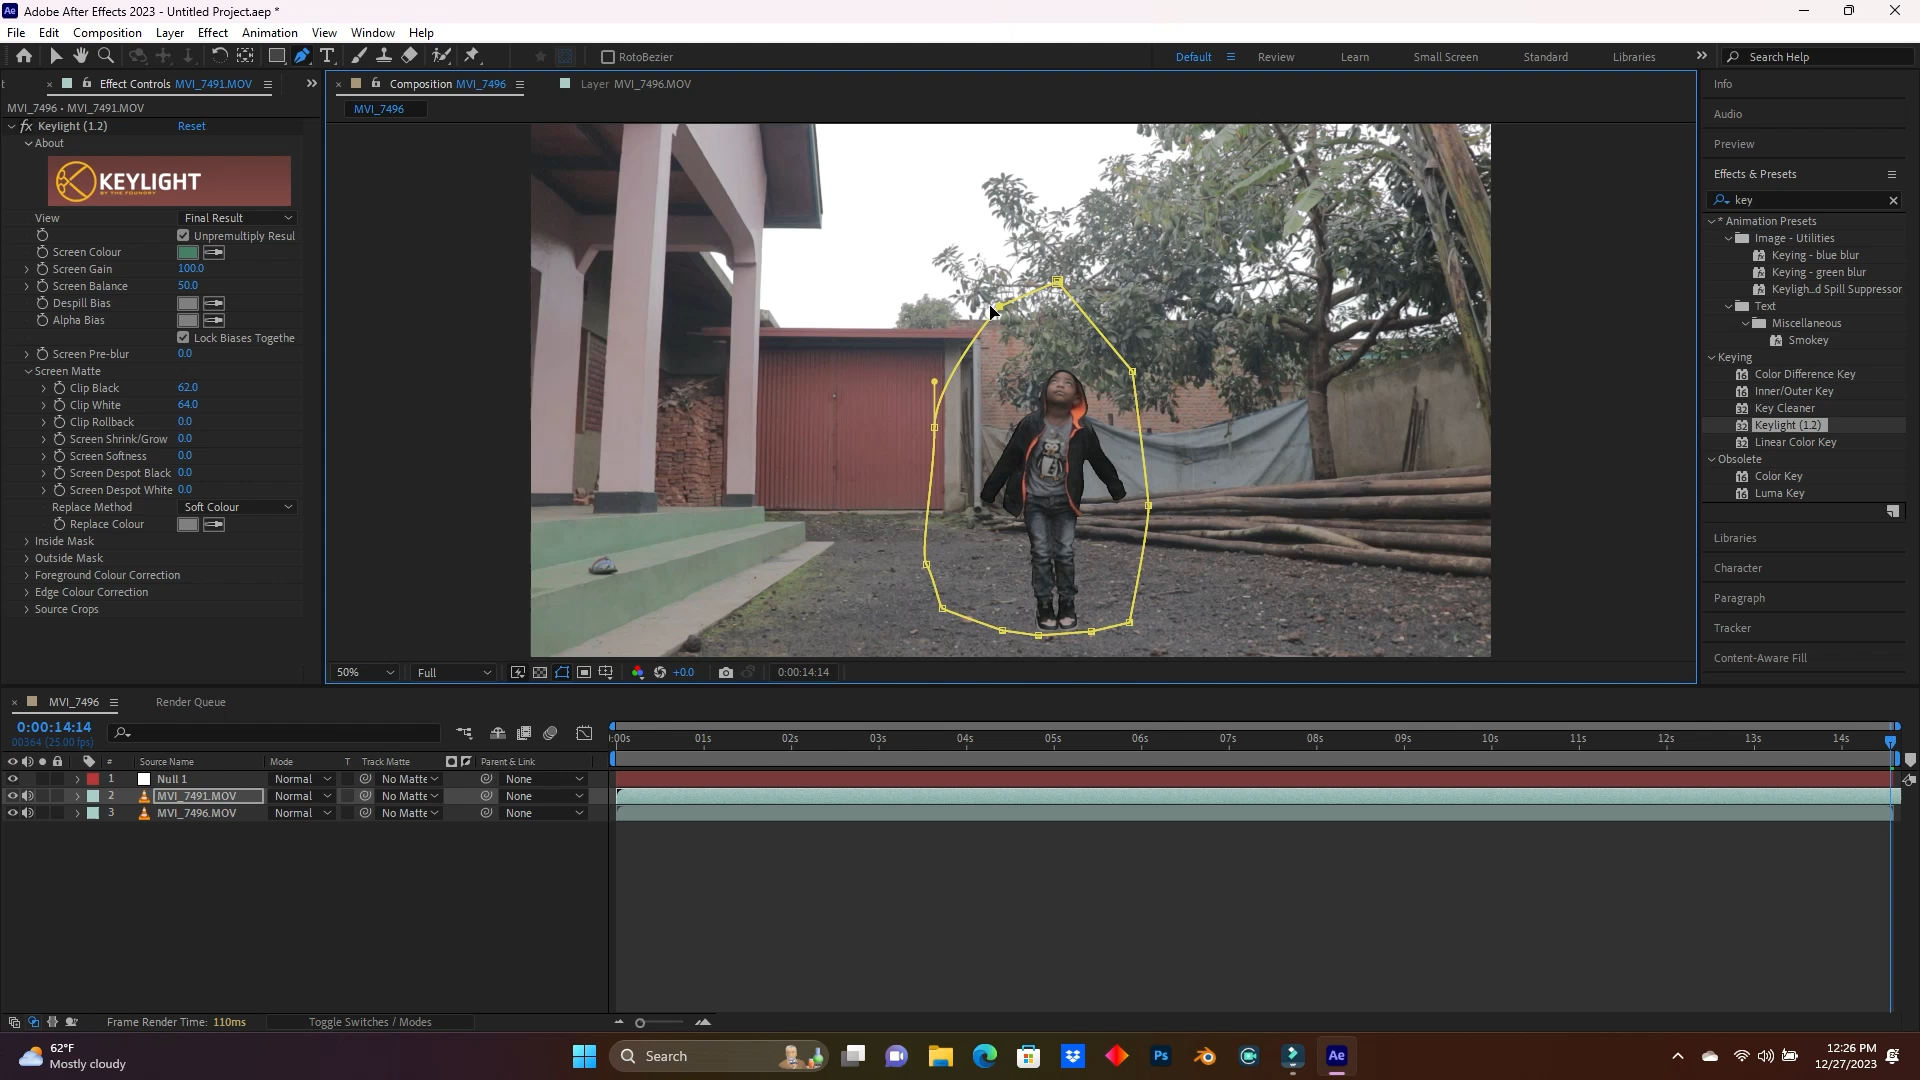 Adobe After Effects 2023 - Untitled Project.aep *
File Edit Composition Layer Effect Animation View Window Help
RotoBezier
Default Review Learn Small Screen Standard Libraries Search Help
Effect Controls MVI_7491.MOV
Composition MVI_7496
Layer MVI_7496.MOV
MVI_7496 • MVI_7491.MOV
MVI_7496
fx Keylight (1.2) Reset
About
KEYLIGHT
BY THE FOUNDRY
View Final Result
Unpremultiply Resul
Screen Colour
Screen Gain 100.0
Screen Balance 50.0
Despill Bias
Alpha Bias
Lock Biases Togethe
Screen Pre-blur 0.0
Screen Matte
Clip Black 62.0
Clip White 64.0
Clip Rollback 0.0
Screen Shrink/Grow 0.0
Screen Softness 0.0
Screen Despot Black 0.0
Screen Despot White 0.0
Replace Method Soft Colour
Replace Colour
Inside Mask
Outside Mask
Foreground Colour Correction
Edge Colour Correction
Source Crops
50% Full +0.0 0:00:14:14
Info
Audio
Preview
Effects & Presets
key
* Animation Presets
Image - Utilities
Keying - blue blur
Keying - green blur
Keyligh...d Spill Suppressor
Text
Miscellaneous
Smokey
Keying
Color Difference Key
Inner/Outer Key
Key Cleaner
Keylight (1.2)
Linear Color Key
Obsolete
Color Key
Luma Key
Libraries
Character
Paragraph
Tracker
Content-Aware Fill
MVI_7496 Render Queue
0:00:14:14
00364 (25.00 fps)
:00s 01s 02s 03s 04s 05s 06s 07s 08s 09s 10s 11s 12s 13s 14s
# Source Name Mode T Track Matte Parent & Link
1 Null 1 Normal No Matte None
2 MVI_7491.MOV Normal No Matte None
3 MVI_7496.MOV Normal No Matte None
Frame Render Time: 110ms Toggle Switches / Modes
62°F
Mostly cloudy
Search
Ps
Ae
12:26 PM
12/27/2023